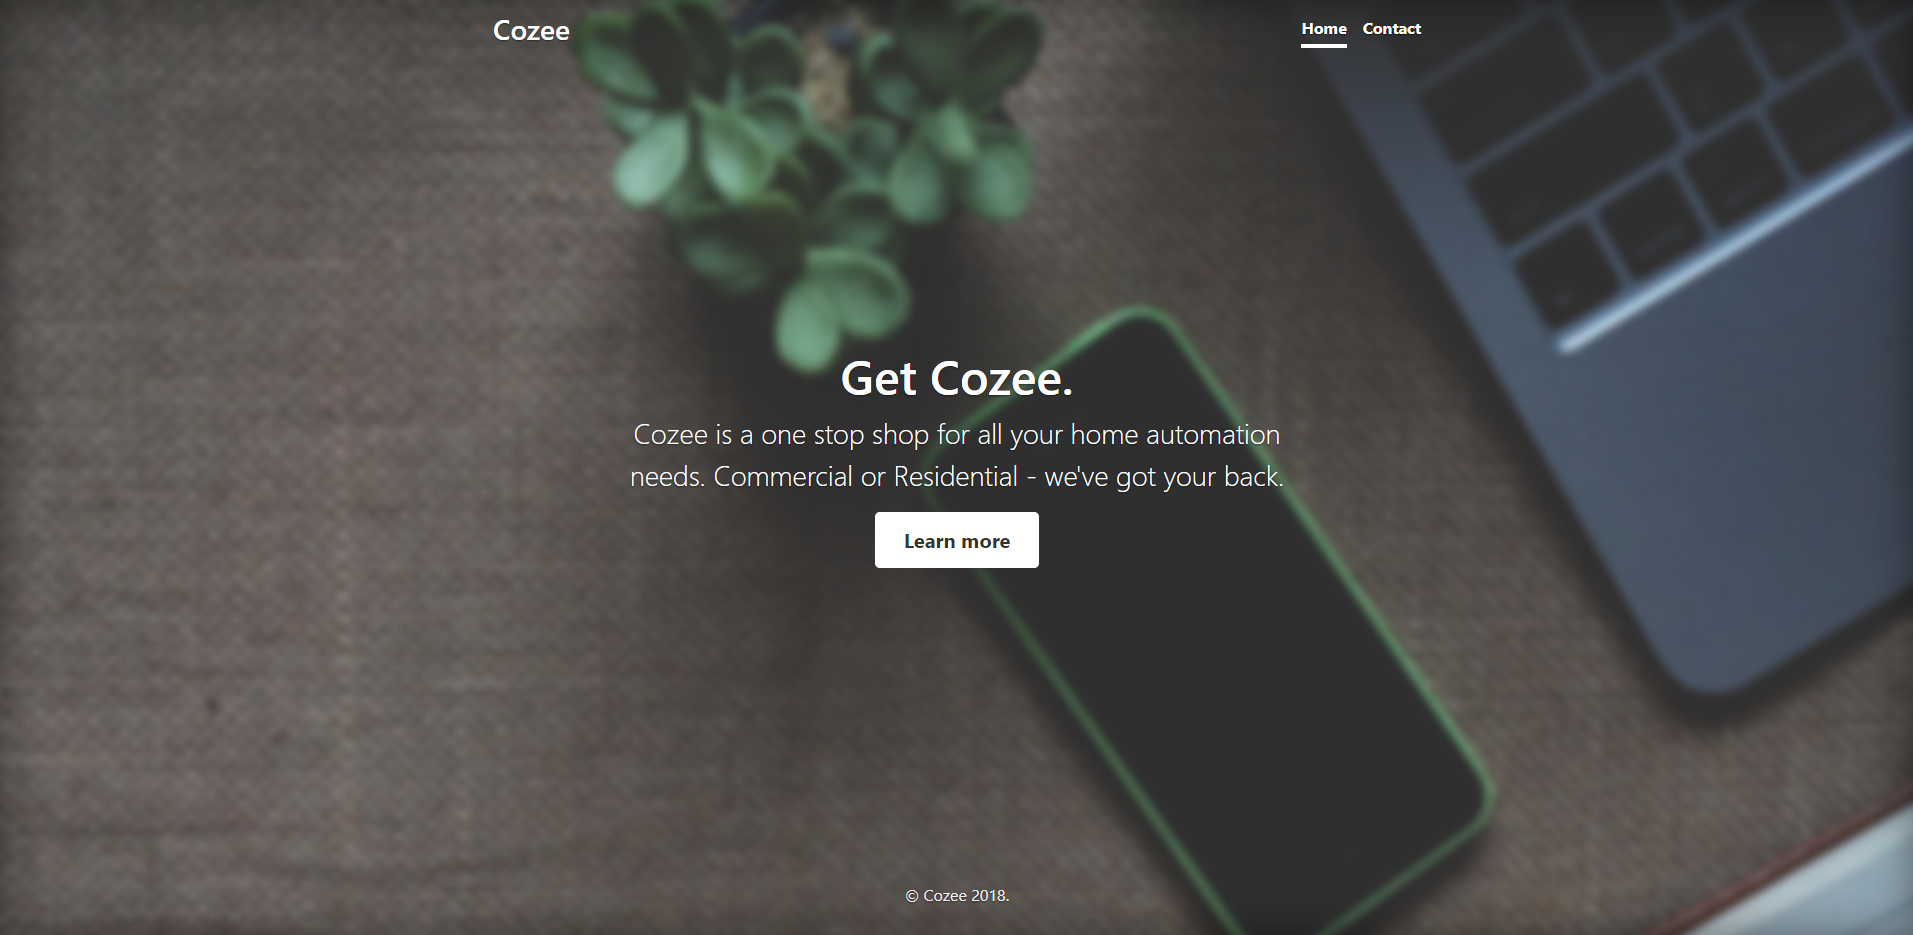 Cozee
Home Contact
Get Cozee.
Cozee is a one stop shop for all your home automation
needs. Commercial or Residential - we've got your back.
Learn more
© Cozee 2018.